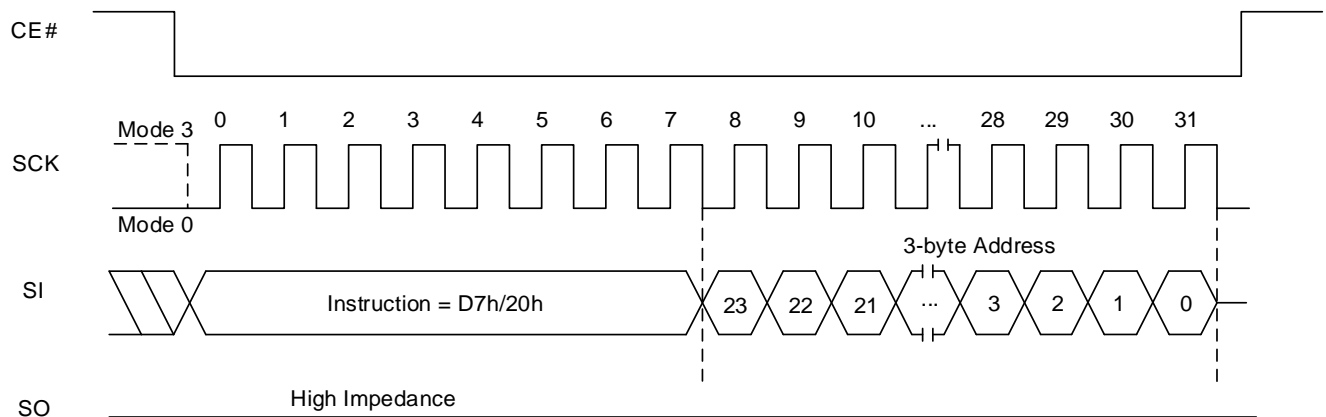 CE#
0 1 2 3 4 5 6 7 8 9 10 ... 28 29 30 31
Mode 3
SCK
Mode 0
3-byte Address
SI
Instruction = D7h/20h
23 22 21 ... 3 2 1 0
High Impedance
SO